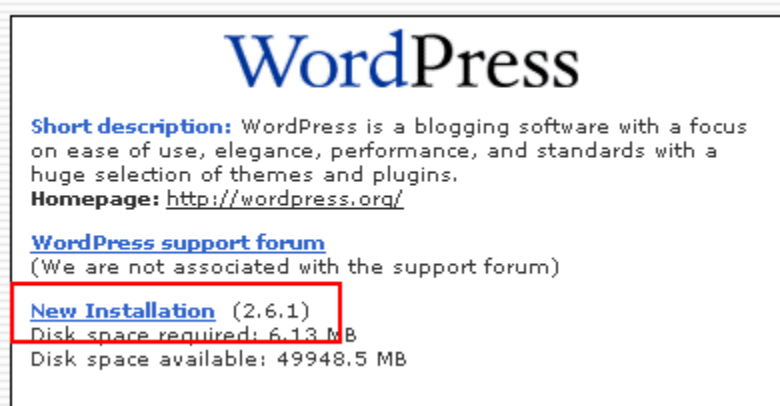 WordPress
Short description: WordPress is a blogging software with a focus
on ease of use, elegance, performance, and standards with a
huge selection of themes and plugins.
Homepage: http://wordpress.org/
WordPress support forum
(We are not associated with the support forum)
New Installation (2.6.1)
Disk space required: 6.13 MB
Disk space available: 49948.5 MB